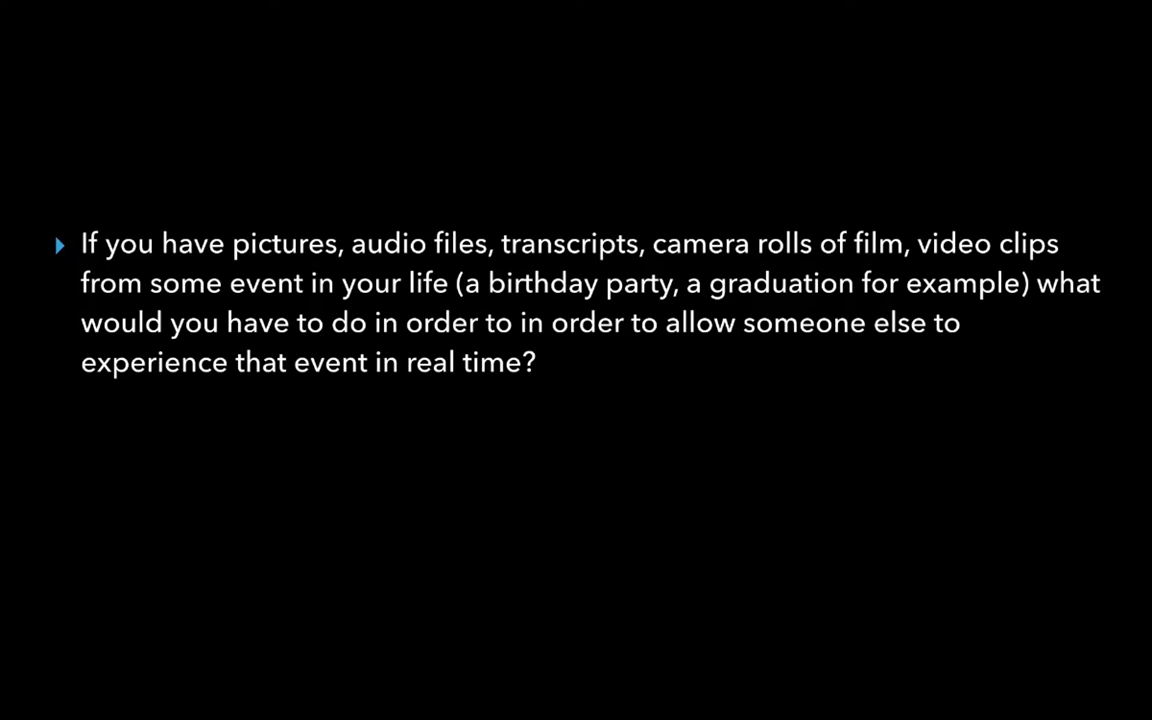 If you have pictures, audio files, transcripts, camera rolls of film, video clips
from some event in your life (a birthday party, a graduation for example) what
would you have to do in order to in order to allow someone else to
experience that event in real time?